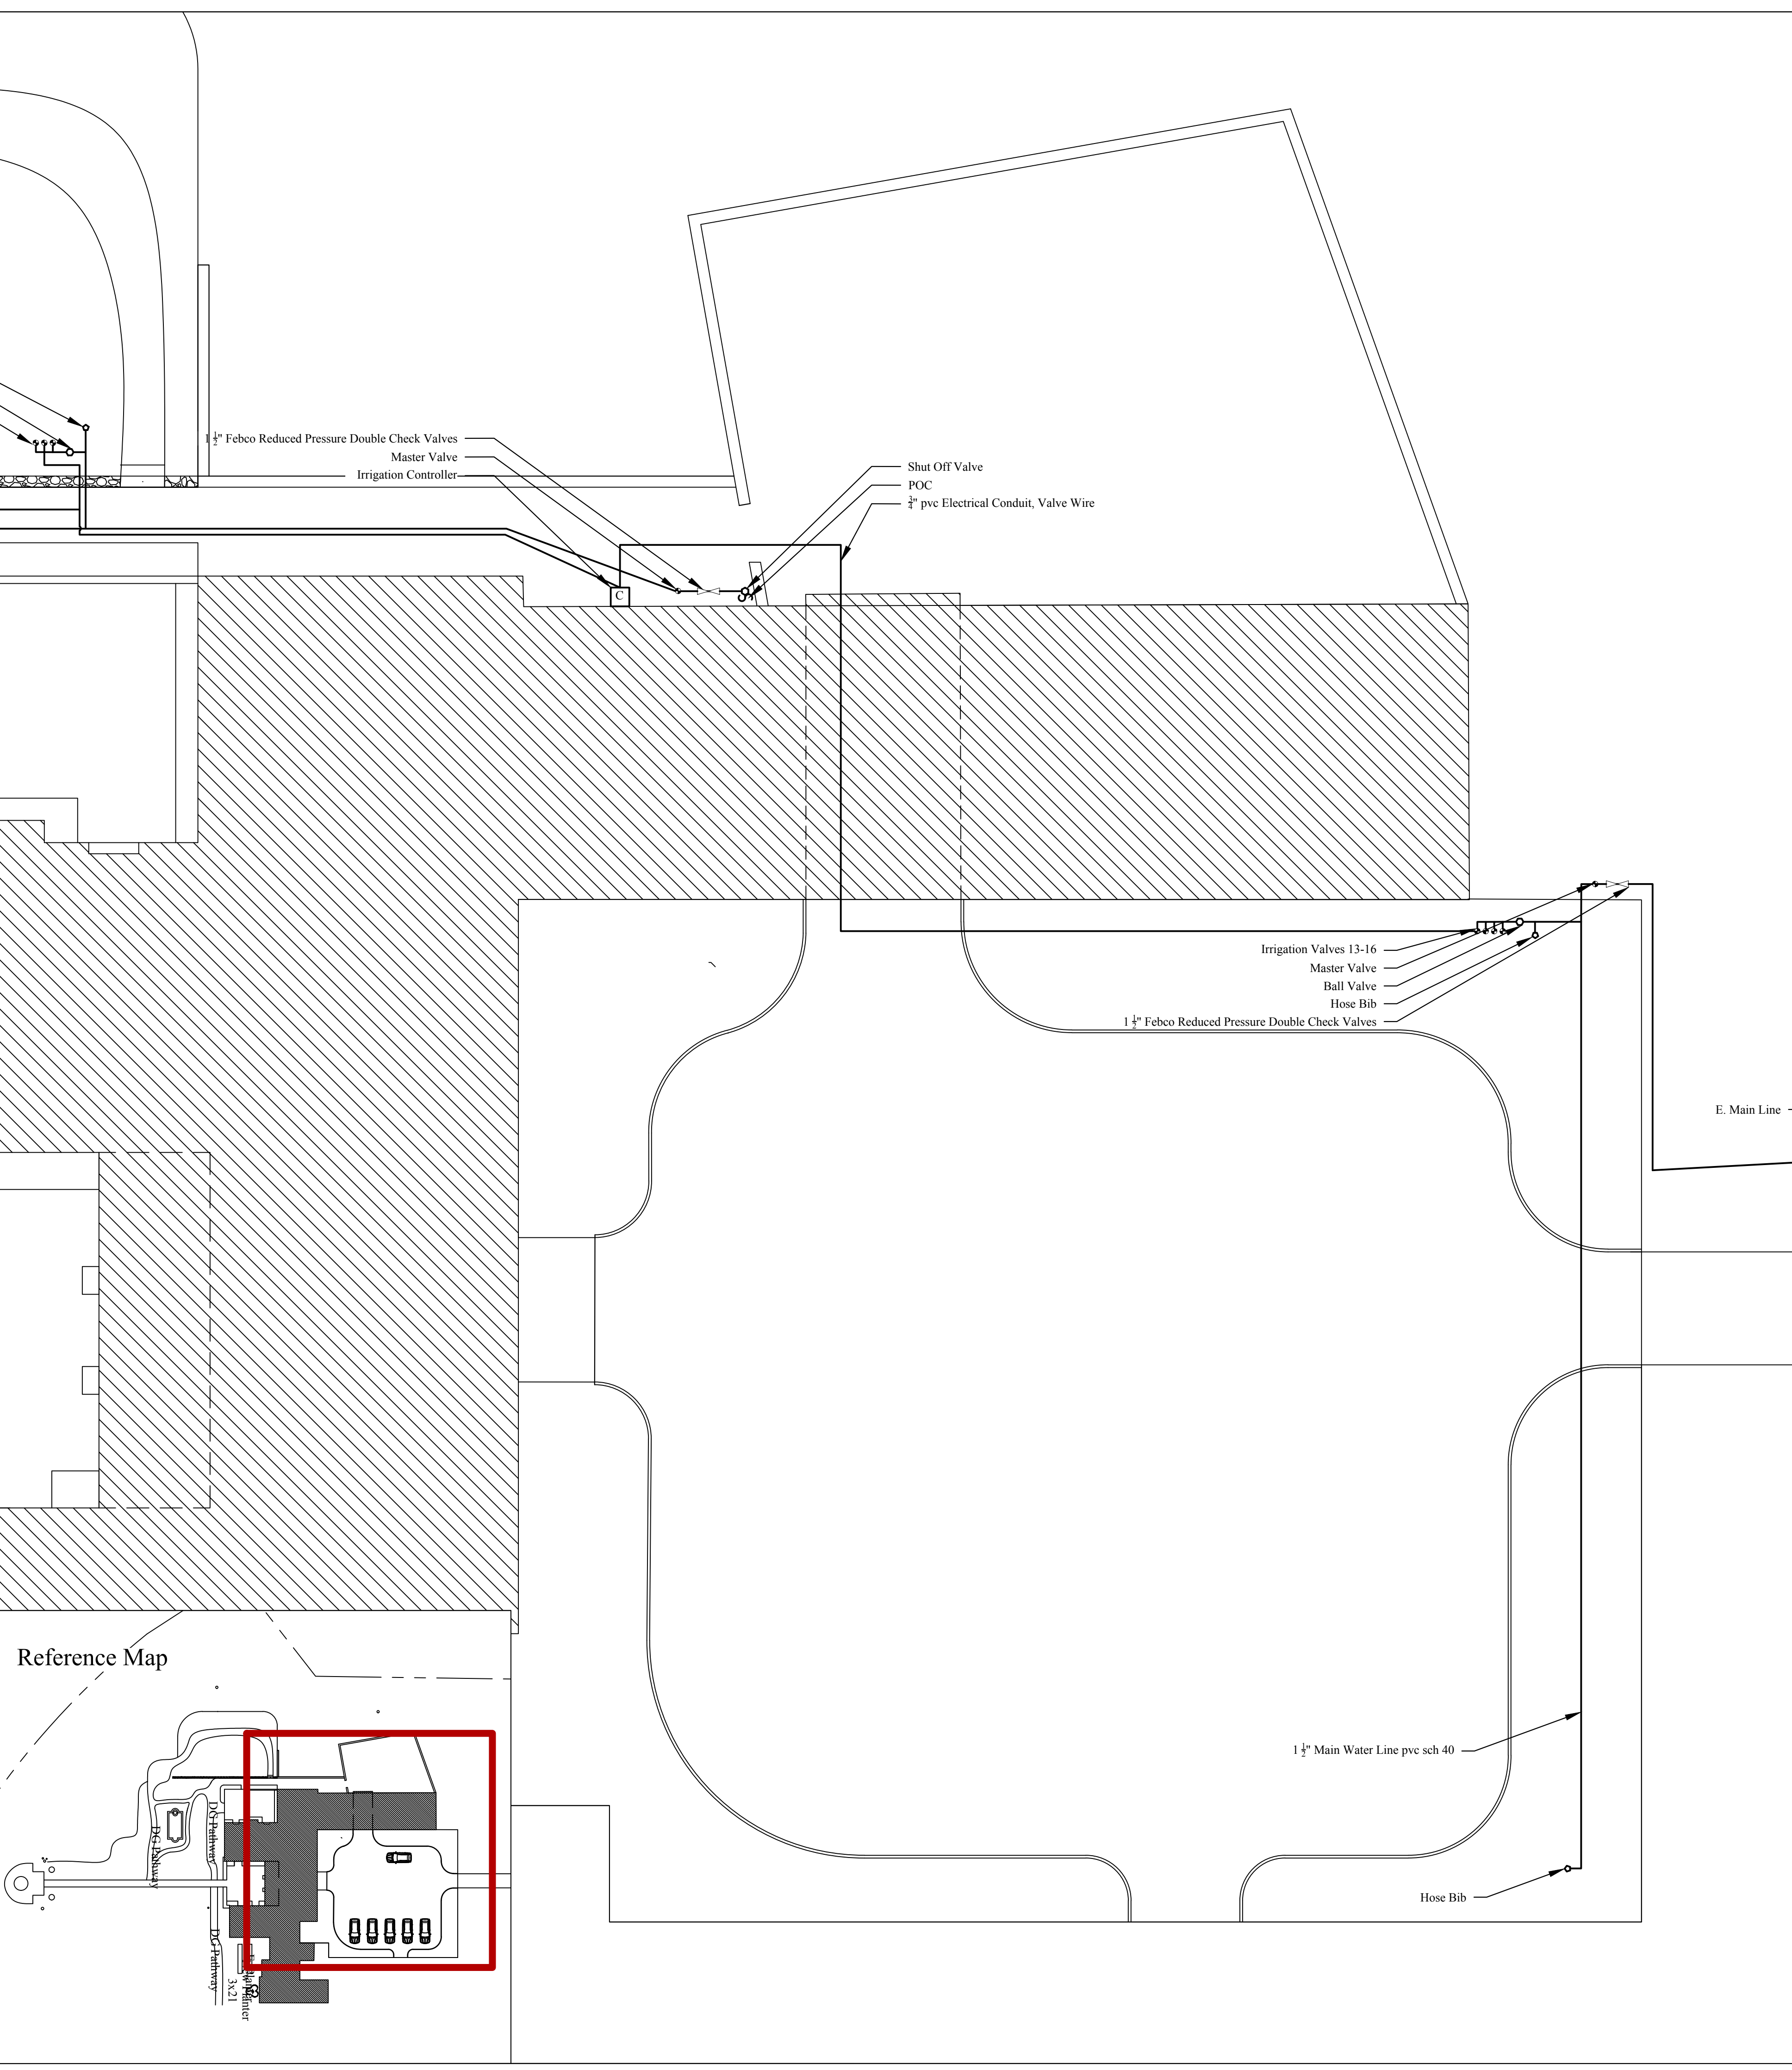 1 1/2" Febco Reduced Pressure Double Check Valves
Master Valve
Irrigation Controller
Shut Off Valve
POC
3/4" pvc Electrical Conduit, Valve Wire
C
Irrigation Valves 13-16
Master Valve
Ball Valve
Hose Bib
1 1/2" Febco Reduced Pressure Double Check Valves
E. Main Line
Reference Map
1 1/2" Main Water Line pvc sch 40
Hose Bib
DG Pathway
DG Pathway
DG Pathway
3x21
Planter